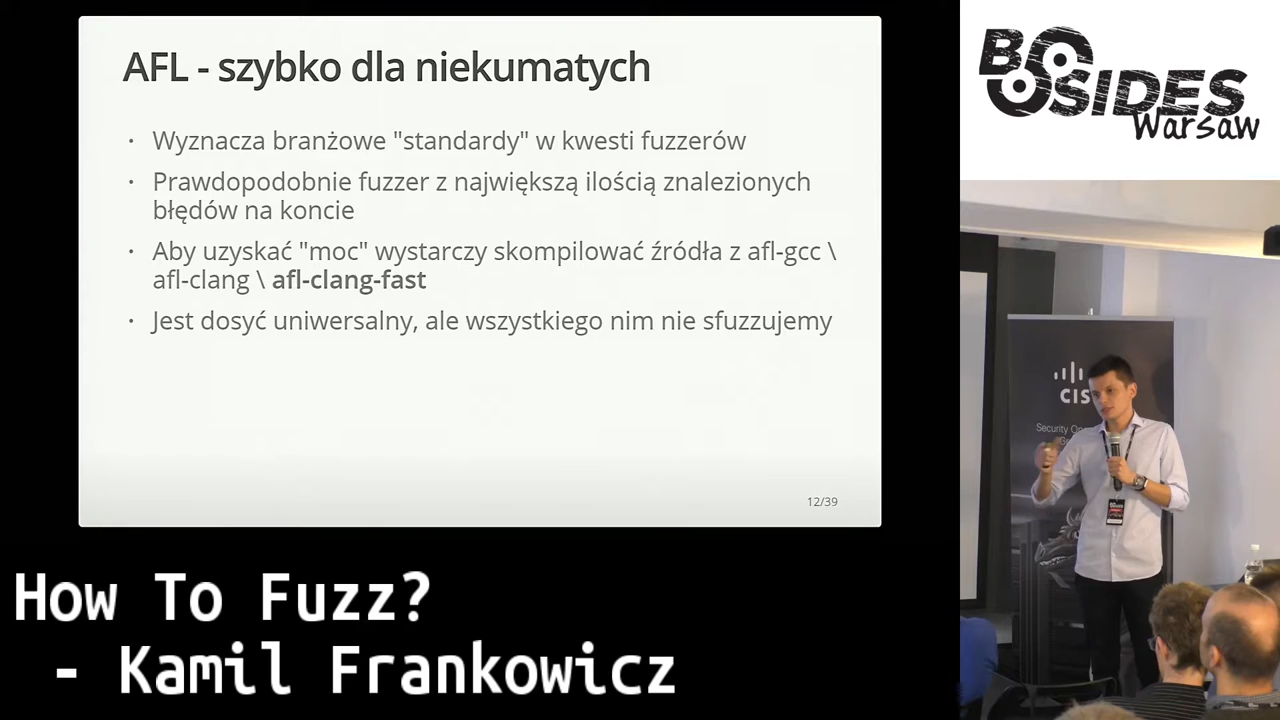 AFL - szybko dla niekumatych
Wyznacza branżowe "standardy" w kwesti fuzzerów
Prawdopodobnie fuzzer z największą ilością znalezionych
błędów na koncie
Aby uzyskać "moc" wystarczy skompilować źródła z afl-gcc \
afl-clang \ afl-clang-fast
Jest dosyć uniwersalny, ale wszystkiego nim nie sfuzzujemy
12/39
How To Fuzz?
- Kamil Frankowicz
BSIDES
Warsaw
CIS
Security